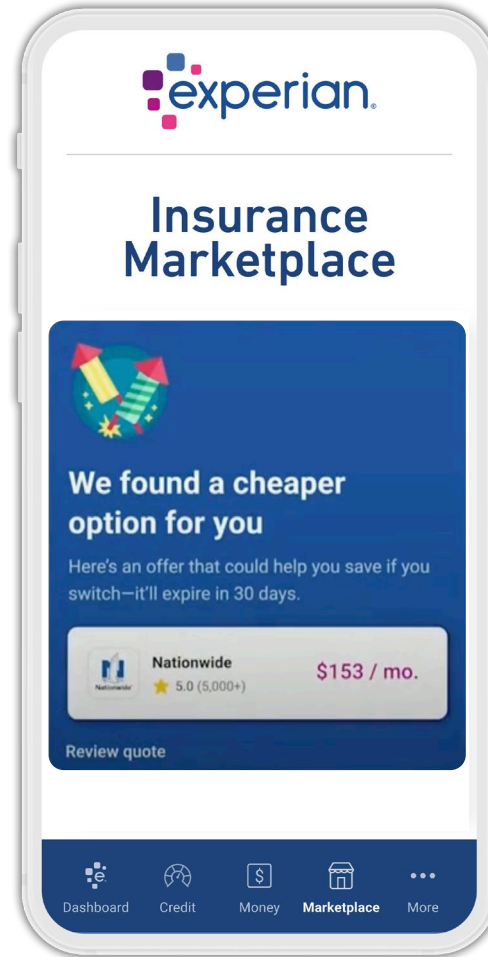 experian®
Insurance
Marketplace
We found a cheaper
option for you
Here's an offer that could help you save if you
switch—it'll expire in 30 days.
Nationwide
Nationwide
5.0 (5,000+)
$153 / mo.
Review quote
e
$
Dashboard Credit Money Marketplace More